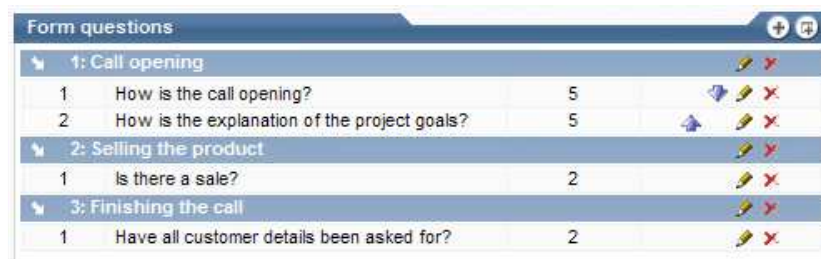 Form questions
1: Call opening
1 How is the call opening? 5
2 How is the explanation of the project goals? 5
2: Selling the product
1 Is there a sale? 2
3: Finishing the call
1 Have all customer details been asked for? 2